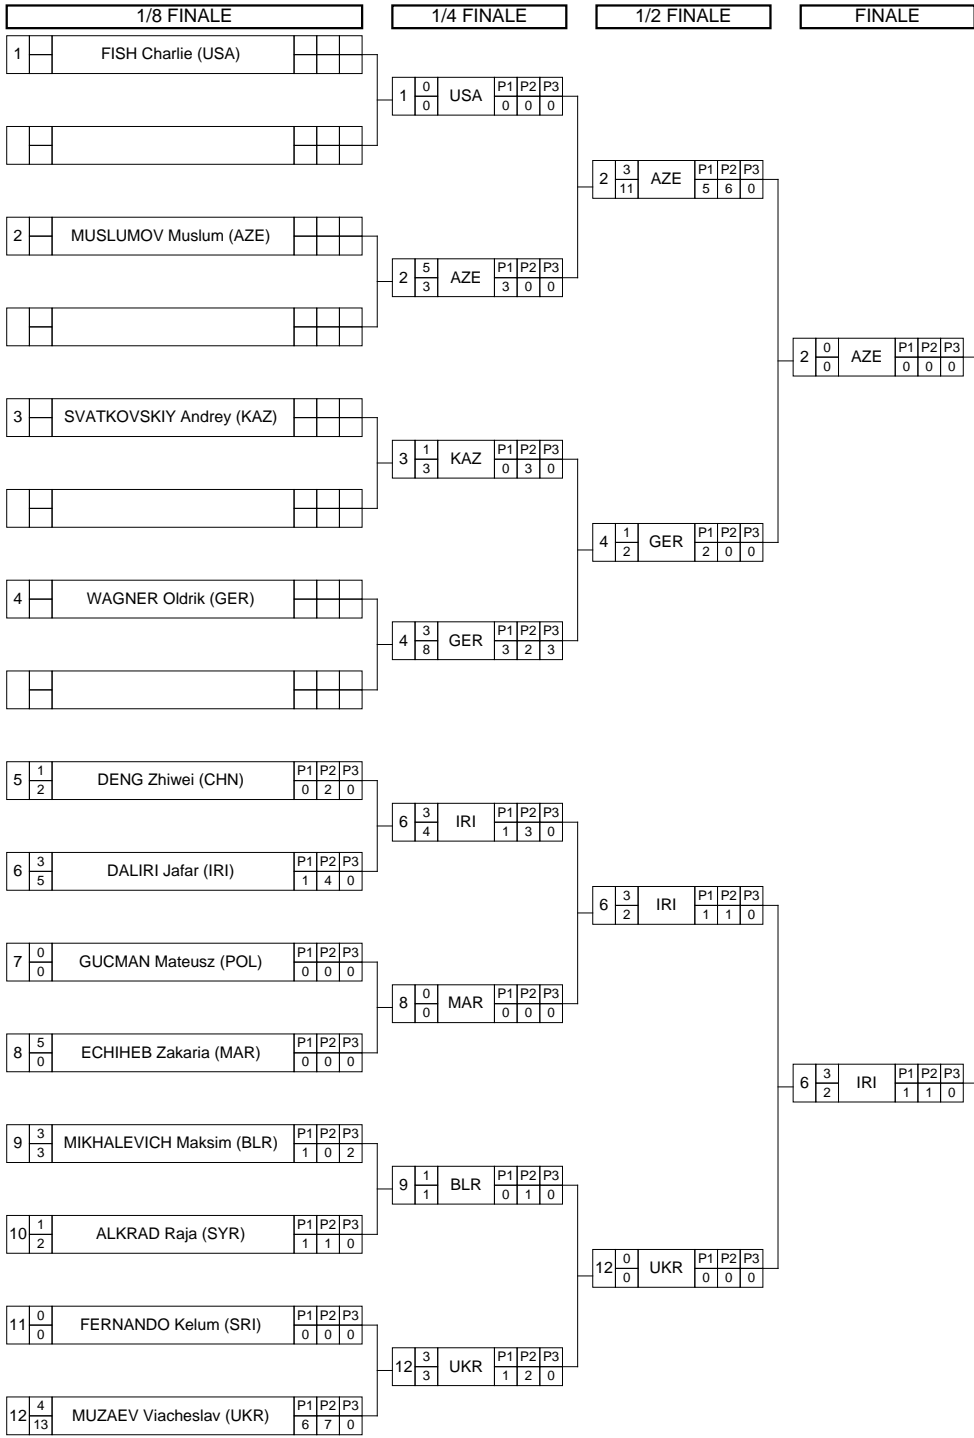 1/8 FINALE 1/4 FINALE 1/2 FINALE FINALE
1 FISH Charlie (USA)
1 0 0 USA P1 P2 P3 0 0 0
2 3 11 AZE P1 P2 P3 5 6 0
2 MUSLUMOV Muslum (AZE)
2 5 3 AZE P1 P2 P3 3 0 0
2 0 0 AZE P1 P2 P3 0 0 0
3 SVATKOVSKIY Andrey (KAZ)
3 1 3 KAZ P1 P2 P3 0 3 0
4 1 2 GER P1 P2 P3 2 0 0
4 WAGNER Oldrik (GER)
4 3 8 GER P1 P2 P3 3 2 3
5 1 2 DENG Zhiwei (CHN) P1 P2 P3 0 2 0
6 3 4 IRI P1 P2 P3 1 3 0
6 3 5 DALIRI Jafar (IRI) P1 P2 P3 1 4 0
6 3 2 IRI P1 P2 P3 1 1 0
7 0 0 GUCMAN Mateusz (POL) P1 P2 P3 0 0 0
8 0 0 MAR P1 P2 P3 0 0 0
8 5 0 ECHIHEB Zakaria (MAR) P1 P2 P3 0 0 0
6 3 2 IRI P1 P2 P3 1 1 0
9 3 3 MIKHALEVICH Maksim (BLR) P1 P2 P3 1 0 2
9 1 1 BLR P1 P2 P3 0 1 0
10 1 2 ALKRAD Raja (SYR) P1 P2 P3 1 1 0
12 0 0 UKR P1 P2 P3 0 0 0
11 0 0 FERNANDO Kelum (SRI) P1 P2 P3 0 0 0
12 3 3 UKR P1 P2 P3 1 2 0
12 4 13 MUZAEV Viacheslav (UKR) P1 P2 P3 6 7 0